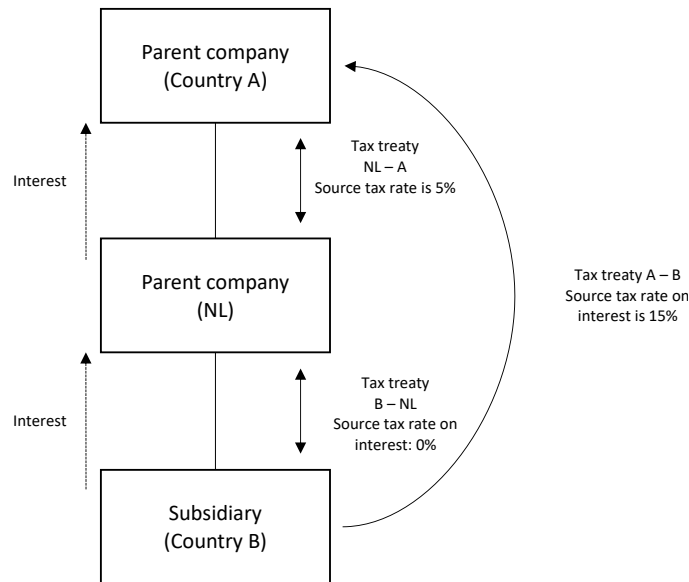 Parent company
(Country A)
Tax treaty
NL – A
Source tax rate is 5%
Interest
Parent company
(NL)
Tax treaty A – B
Source tax rate on
interest is 15%
Tax treaty
B – NL
Source tax rate on
interest: 0%
Interest
Subsidiary
(Country B)